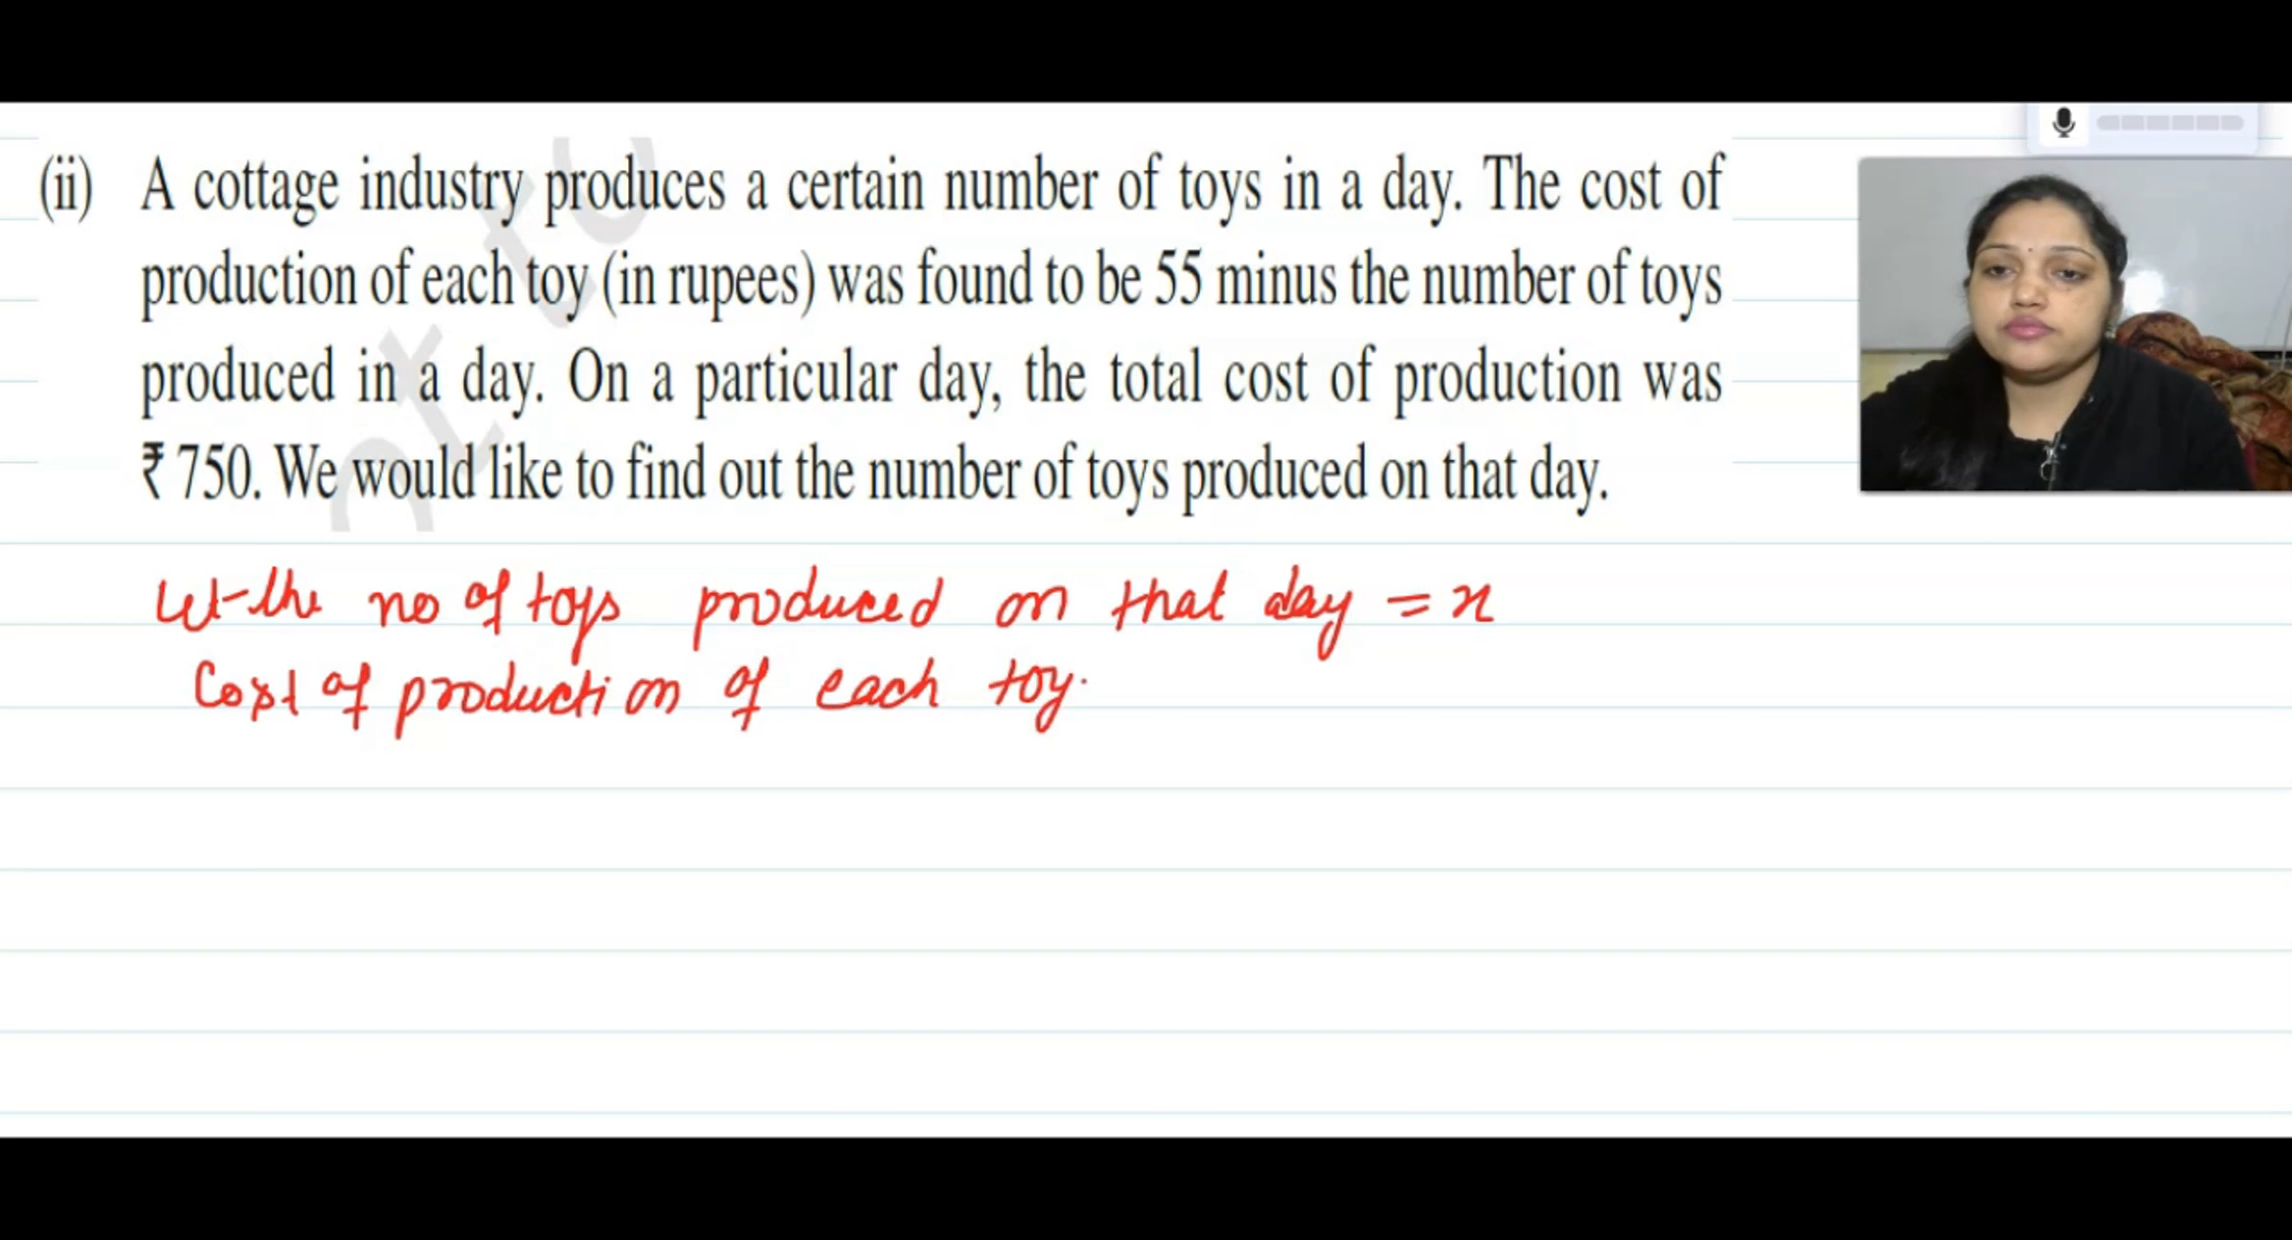 (ii) A cottage industry produces a certain number of toys in a day. The cost of
production of each toy (in rupees) was found to be 55 minus the number of toys
produced in a day. On a particular day, the total cost of production was
₹ 750. We would like to find out the number of toys produced on that day.
Let the no of toys produced on that day = x
Cost of production of each toy.